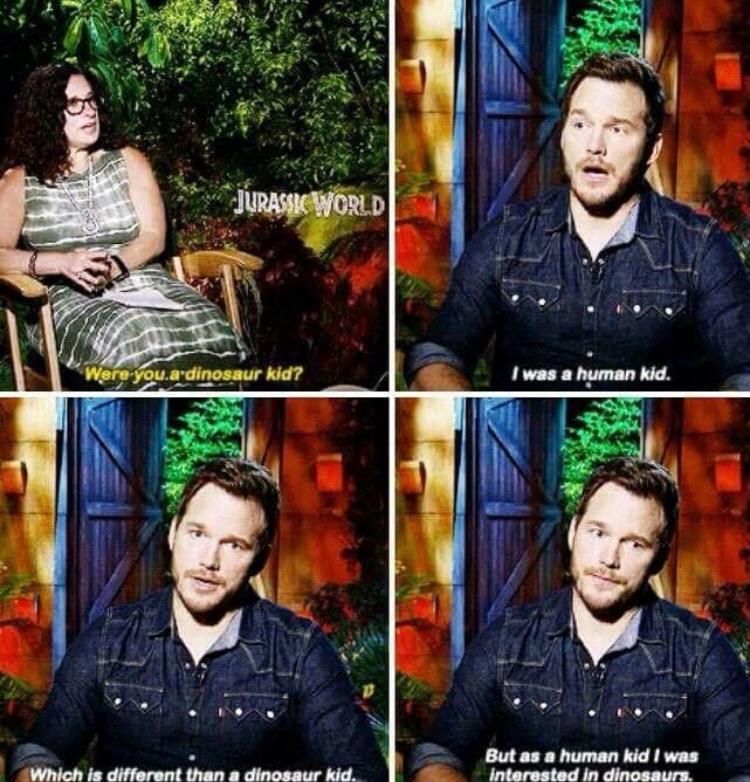 JURASSIC WORLD
Were you a dinosaur kid?
I was a human kid.
Which is different than a dinosaur kid.
But as a human kid I was
interested in dinosaurs.